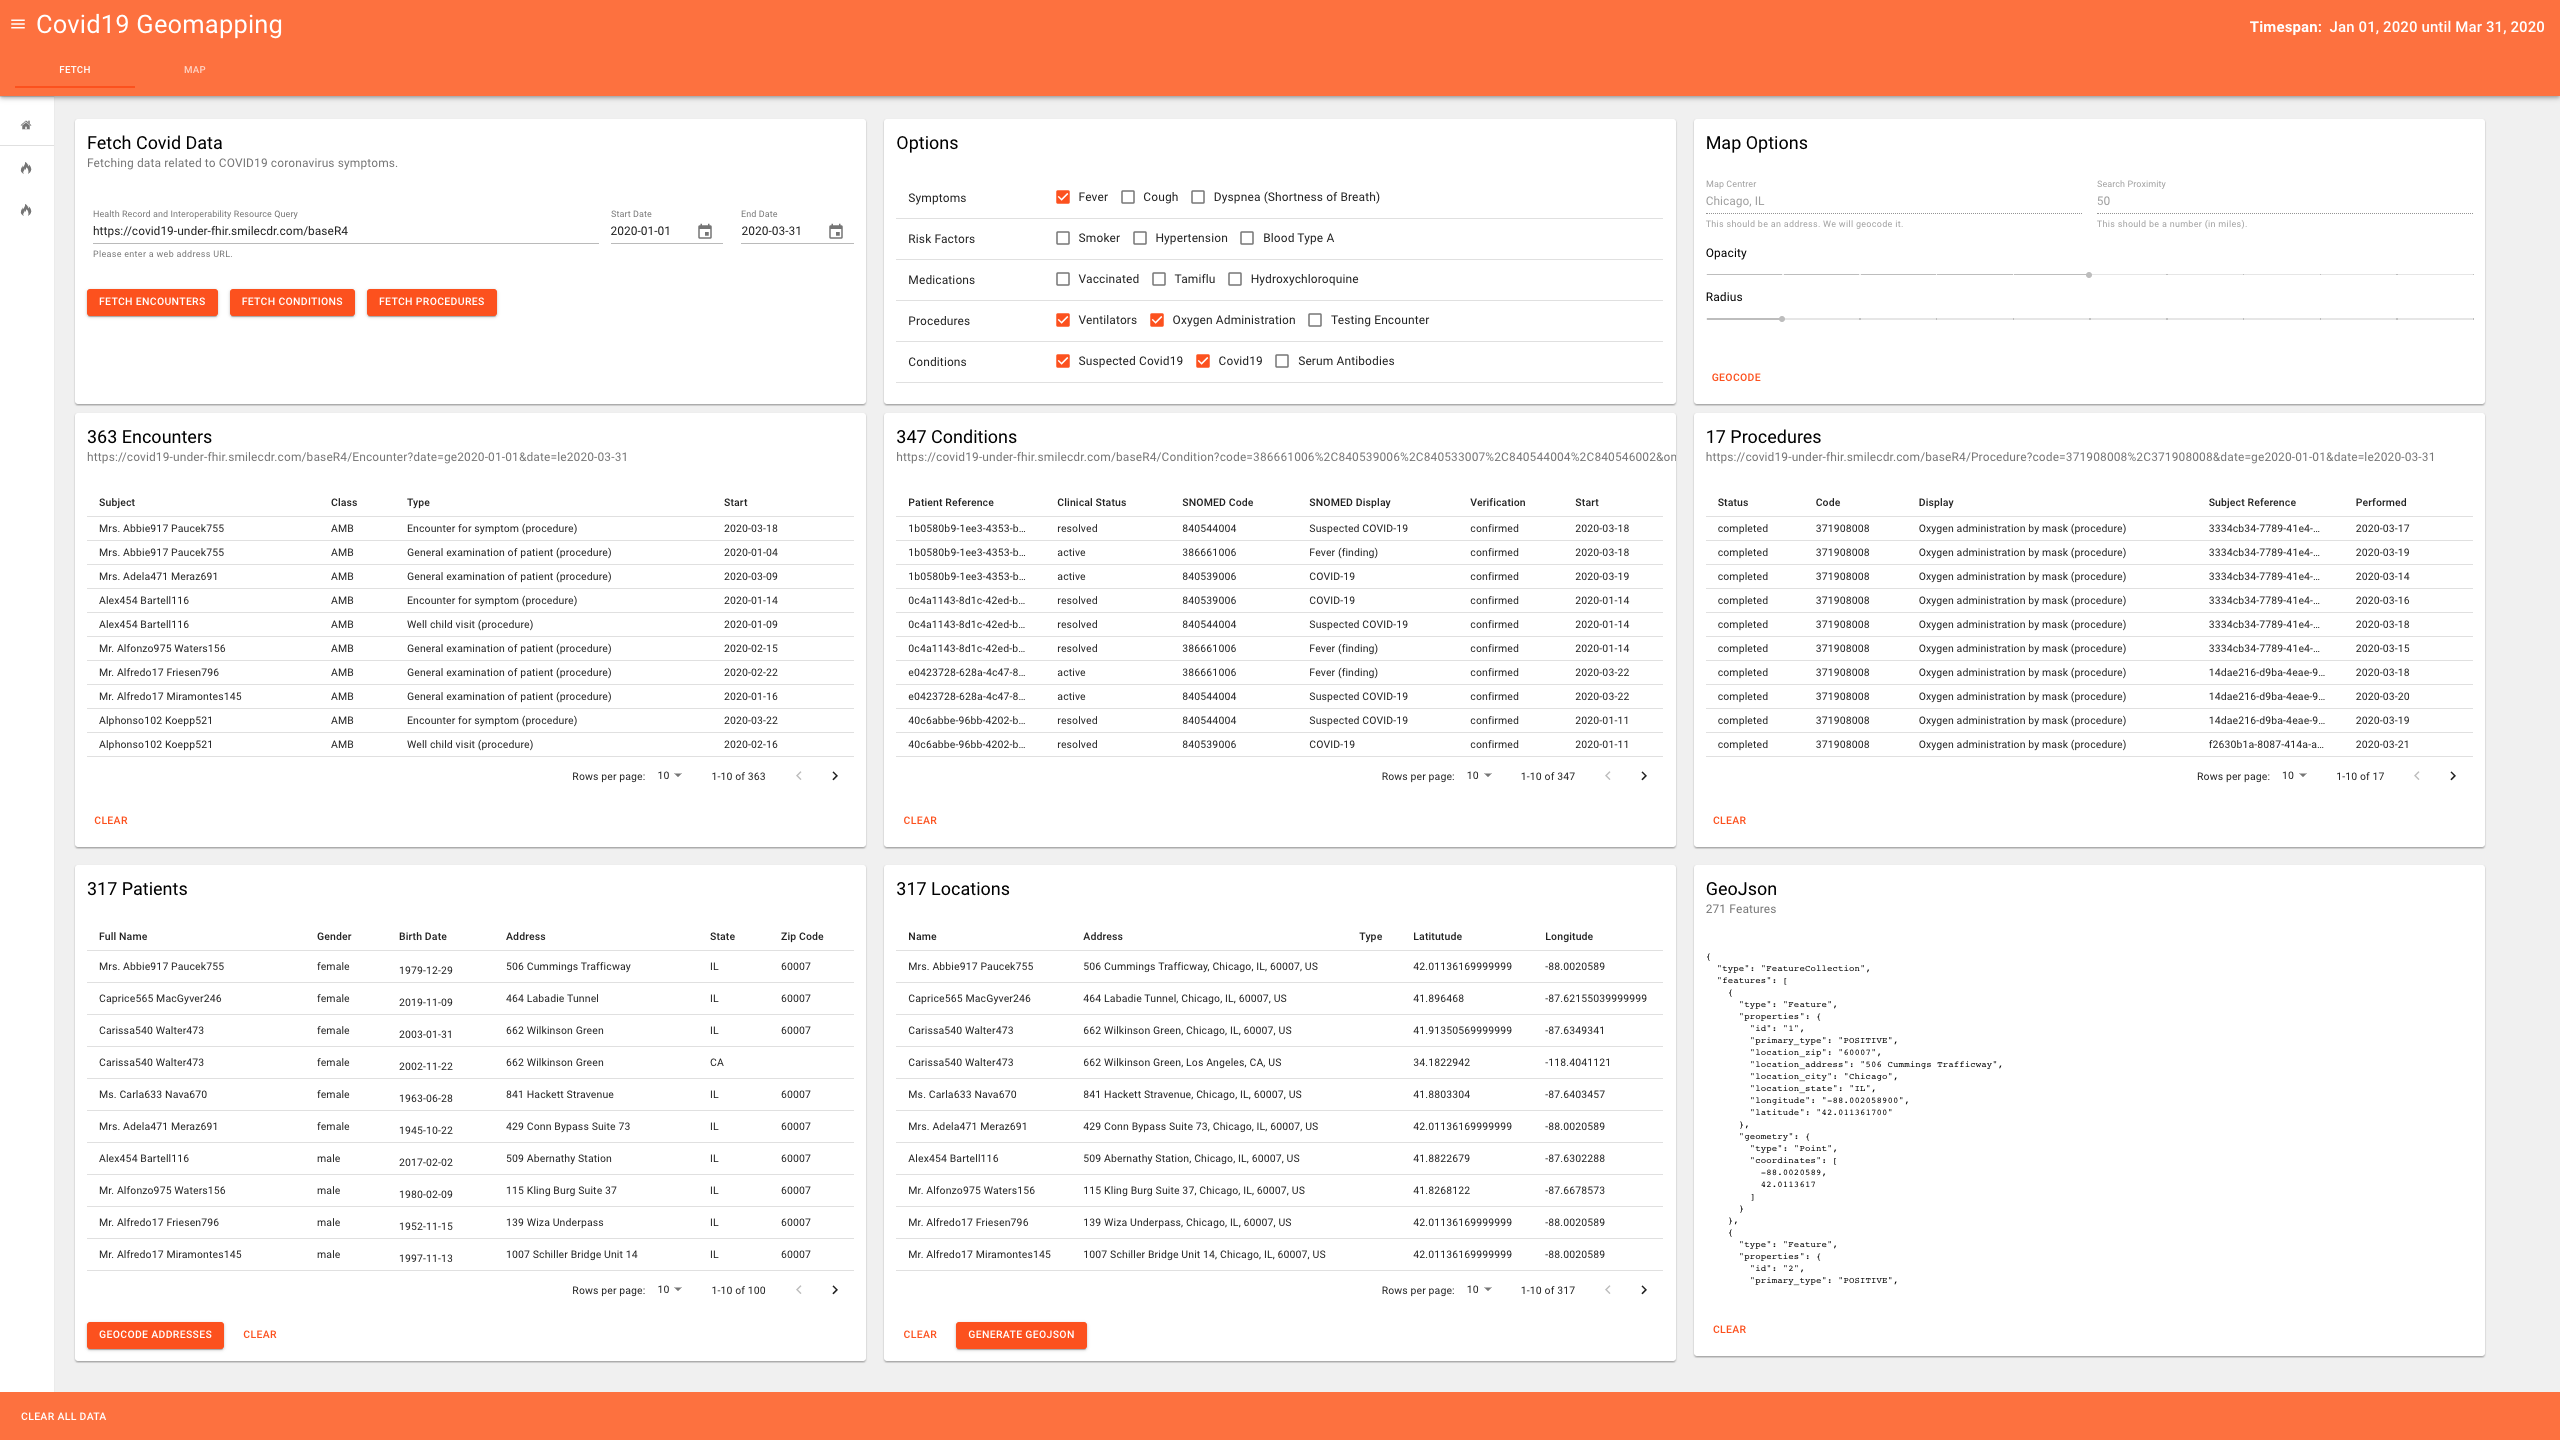 Covid19 Geomapping
Timespan: Jan 01, 2020 until Mar 31, 2020
FETCH MAP
Fetch Covid Data
Fetching data related to COVID19 coronavirus symptoms.
Health Record and Interoperability Resource Query Start Date End Date
https://covid19-under-fhir.smilecdr.com/baseR4 2020-01-01 2020-03-31
Please enter a web address URL.
FETCH ENCOUNTERS FETCH CONDITIONS FETCH PROCEDURES
Options
Symptoms Fever Cough Dyspnea (Shortness of Breath)
Risk Factors Smoker Hypertension Blood Type A
Medications Vaccinated Tamiflu Hydroxychloroquine
Procedures Ventilators Oxygen Administration Testing Encounter
Conditions Suspected Covid19 Covid19 Serum Antibodies
Map Options
Map Centrer Search Proximity
Chicago, IL 50
This should be an address. We will geocode it. This should be a number (in miles).
Opacity
Radius
GEOCODE
363 Encounters
https://covid19-under-fhir.smilecdr.com/baseR4/Encounter?date=ge2020-01-01&date=le2020-03-31
Subject Class Type Start
Mrs. Abbie917 Paucek755 AMB Encounter for symptom (procedure) 2020-03-18
Mrs. Abbie917 Paucek755 AMB General examination of patient (procedure) 2020-01-04
Mrs. Adela471 Meraz691 AMB General examination of patient (procedure) 2020-03-09
Alex454 Bartell116 AMB Encounter for symptom (procedure) 2020-01-14
Alex454 Bartell116 AMB Well child visit (procedure) 2020-01-09
Mr. Alfonzo975 Waters156 AMB General examination of patient (procedure) 2020-02-15
Mr. Alfredo17 Friesen796 AMB General examination of patient (procedure) 2020-02-22
Mr. Alfredo17 Miramontes145 AMB General examination of patient (procedure) 2020-01-16
Alphonso102 Koepp521 AMB Encounter for symptom (procedure) 2020-03-22
Alphonso102 Koepp521 AMB Well child visit (procedure) 2020-02-16
Rows per page: 10 1-10 of 363
CLEAR
347 Conditions
https://covid19-under-fhir.smilecdr.com/baseR4/Condition?code=386661006%2C840539006%2C840533007%2C840544004%2C840546002&on
Patient Reference Clinical Status SNOMED Code SNOMED Display Verification Start
1b0580b9-1ee3-4353-b... resolved 840544004 Suspected COVID-19 confirmed 2020-03-18
1b0580b9-1ee3-4353-b... active 386661006 Fever (finding) confirmed 2020-03-18
1b0580b9-1ee3-4353-b... active 840539006 COVID-19 confirmed 2020-03-19
0c4a1143-8d1c-42ed-b... resolved 840539006 COVID-19 confirmed 2020-01-14
0c4a1143-8d1c-42ed-b... resolved 840544004 Suspected COVID-19 confirmed 2020-01-14
0c4a1143-8d1c-42ed-b... resolved 386661006 Fever (finding) confirmed 2020-01-14
e0423728-628a-4c47-8... active 386661006 Fever (finding) confirmed 2020-03-22
e0423728-628a-4c47-8... active 840544004 Suspected COVID-19 confirmed 2020-03-22
40c6abbe-96bb-4202-b... resolved 840544004 Suspected COVID-19 confirmed 2020-01-11
40c6abbe-96bb-4202-b... resolved 840539006 COVID-19 confirmed 2020-01-11
Rows per page: 10 1-10 of 347
CLEAR
17 Procedures
https://covid19-under-fhir.smilecdr.com/baseR4/Procedure?code=371908008%2C371908008&date=ge2020-01-01&date=le2020-03-31
Status Code Display Subject Reference Performed
completed 371908008 Oxygen administration by mask (procedure) 3334cb34-7789-41e4-... 2020-03-17
completed 371908008 Oxygen administration by mask (procedure) 3334cb34-7789-41e4-... 2020-03-19
completed 371908008 Oxygen administration by mask (procedure) 3334cb34-7789-41e4-... 2020-03-14
completed 371908008 Oxygen administration by mask (procedure) 3334cb34-7789-41e4-... 2020-03-16
completed 371908008 Oxygen administration by mask (procedure) 3334cb34-7789-41e4-... 2020-03-18
completed 371908008 Oxygen administration by mask (procedure) 3334cb34-7789-41e4-... 2020-03-15
completed 371908008 Oxygen administration by mask (procedure) 14dae216-d9ba-4eae-9... 2020-03-18
completed 371908008 Oxygen administration by mask (procedure) 14dae216-d9ba-4eae-9... 2020-03-20
completed 371908008 Oxygen administration by mask (procedure) 14dae216-d9ba-4eae-9... 2020-03-19
completed 371908008 Oxygen administration by mask (procedure) f2630b1a-8087-414a-a... 2020-03-21
Rows per page: 10 1-10 of 17
CLEAR
317 Patients
Full Name Gender Birth Date Address State Zip Code
Mrs. Abbie917 Paucek755 female 1979-12-29 506 Cummings Trafficway IL 60007
Caprice565 MacGyver246 female 2019-11-09 464 Labadie Tunnel IL 60007
Carissa540 Walter473 female 2003-01-31 662 Wilkinson Green IL 60007
Carissa540 Walter473 female 2002-11-22 662 Wilkinson Green CA
Ms. Carla633 Nava670 female 1963-06-28 841 Hackett Stravenue IL 60007
Mrs. Adela471 Meraz691 female 1945-10-22 429 Conn Bypass Suite 73 IL 60007
Alex454 Bartell116 male 2017-02-02 509 Abernathy Station IL 60007
Mr. Alfonzo975 Waters156 male 1980-02-09 115 Kling Burg Suite 37 IL 60007
Mr. Alfredo17 Friesen796 male 1952-11-15 139 Wiza Underpass IL 60007
Mr. Alfredo17 Miramontes145 male 1997-11-13 1007 Schiller Bridge Unit 14 IL 60007
Rows per page: 10 1-10 of 100
GEOCODE ADDRESSES CLEAR
317 Locations
Name Address Type Latitutude Longitude
Mrs. Abbie917 Paucek755 506 Cummings Trafficway, Chicago, IL, 60007, US 42.01136169999999 -88.0020589
Caprice565 MacGyver246 464 Labadie Tunnel, Chicago, IL, 60007, US 41.896468 -87.62155039999999
Carissa540 Walter473 662 Wilkinson Green, Chicago, IL, 60007, US 41.91350569999999 -87.6349341
Carissa540 Walter473 662 Wilkinson Green, Los Angeles, CA, US 34.1822942 -118.4041121
Ms. Carla633 Nava670 841 Hackett Stravenue, Chicago, IL, 60007, US 41.8803304 -87.6403457
Mrs. Adela471 Meraz691 429 Conn Bypass Suite 73, Chicago, IL, 60007, US 42.01136169999999 -88.0020589
Alex454 Bartell116 509 Abernathy Station, Chicago, IL, 60007, US 41.8822679 -87.6302288
Mr. Alfonzo975 Waters156 115 Kling Burg Suite 37, Chicago, IL, 60007, US 41.8268122 -87.6678573
Mr. Alfredo17 Friesen796 139 Wiza Underpass, Chicago, IL, 60007, US 42.01136169999999 -88.0020589
Mr. Alfredo17 Miramontes145 1007 Schiller Bridge Unit 14, Chicago, IL, 60007, US 42.01136169999999 -88.0020589
Rows per page: 10 1-10 of 317
CLEAR GENERATE GEOJSON
GeoJson
271 Features
{
"type": "FeatureCollection",
"features": [
{
"type": "Feature",
"properties": {
"id": "1",
"primary_type": "POSITIVE",
"location_zip": "60007",
"location_address": "506 Cummings Trafficway",
"location_city": "Chicago",
"location_state": "IL",
"longitude": "-88.002058900",
"latitude": "42.011361700"
},
"geometry": {
"type": "Point",
"coordinates": [
-88.0020589,
42.0113617
]
}
},
{
"type": "Feature",
"properties": {
"id": "2",
"primary_type": "POSITIVE",
CLEAR
CLEAR ALL DATA